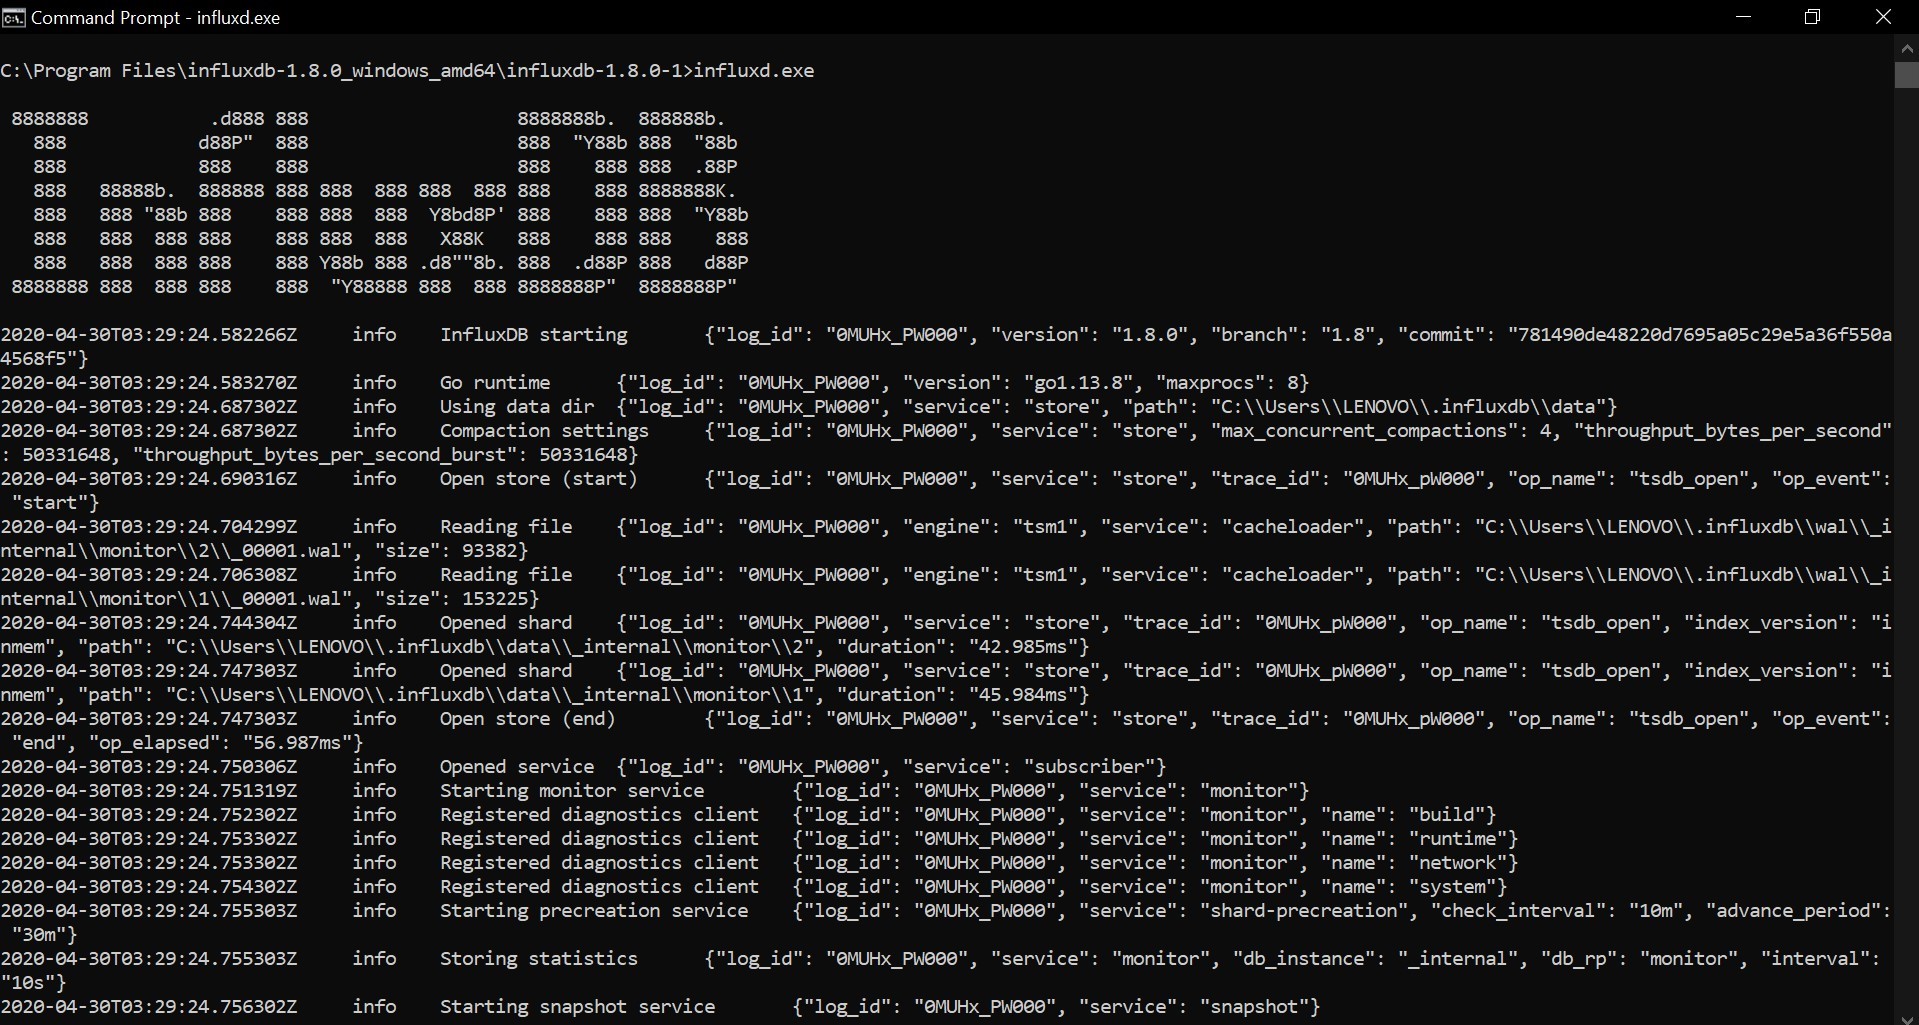 Command Prompt - influxd.exe
C:\Program Files\influxdb-1.8.0_windows_amd64\influxdb-1.8.0-1>influxd.exe
 8888888           .d888 888                   8888888b.  888888b.
   888            d88P"  888                   888  "Y88b 888  "88b
   888            888    888                   888    888 888  .88P
   888   88888b.  888888 888 888  888 888  888 888    888 8888888K.
   888   888 "88b 888    888 888  888  Y8bd8P' 888    888 888  "Y88b
   888   888  888 888    888 888  888   X88K   888    888 888    888
   888   888  888 888    888 Y88b 888 .d8""8b. 888  .d88P 888   d88P
 8888888 888  888 888    888  "Y88888 888  888 8888888P"  8888888P"
2020-04-30T03:29:24.582266Z     info    InfluxDB starting       {"log_id": "0MUHx_PW000", "version": "1.8.0", "branch": "1.8", "commit": "781490de48220d7695a05c29e5a36f550a
4568f5"}
2020-04-30T03:29:24.583270Z     info    Go runtime      {"log_id": "0MUHx_PW000", "version": "go1.13.8", "maxprocs": 8}
2020-04-30T03:29:24.687302Z     info    Using data dir  {"log_id": "0MUHx_PW000", "service": "store", "path": "C:\\Users\\LENOVO\\.influxdb\\data"}
2020-04-30T03:29:24.687302Z     info    Compaction settings     {"log_id": "0MUHx_PW000", "service": "store", "max_concurrent_compactions": 4, "throughput_bytes_per_second"
: 50331648, "throughput_bytes_per_second_burst": 50331648}
2020-04-30T03:29:24.690316Z     info    Open store (start)      {"log_id": "0MUHx_PW000", "service": "store", "trace_id": "0MUHx_pW000", "op_name": "tsdb_open", "op_event":
 "start"}
2020-04-30T03:29:24.704299Z     info    Reading file    {"log_id": "0MUHx_PW000", "engine": "tsm1", "service": "cacheloader", "path": "C:\\Users\\LENOVO\\.influxdb\\wal\\_i
nternal\\monitor\\2\\_00001.wal", "size": 93382}
2020-04-30T03:29:24.706308Z     info    Reading file    {"log_id": "0MUHx_PW000", "engine": "tsm1", "service": "cacheloader", "path": "C:\\Users\\LENOVO\\.influxdb\\wal\\_i
nternal\\monitor\\1\\_00001.wal", "size": 153225}
2020-04-30T03:29:24.744304Z     info    Opened shard    {"log_id": "0MUHx_PW000", "service": "store", "trace_id": "0MUHx_pW000", "op_name": "tsdb_open", "index_version": "i
nmem", "path": "C:\\Users\\LENOVO\\.influxdb\\data\\_internal\\monitor\\2", "duration": "42.985ms"}
2020-04-30T03:29:24.747303Z     info    Opened shard    {"log_id": "0MUHx_PW000", "service": "store", "trace_id": "0MUHx_pW000", "op_name": "tsdb_open", "index_version": "i
nmem", "path": "C:\\Users\\LENOVO\\.influxdb\\data\\_internal\\monitor\\1", "duration": "45.984ms"}
2020-04-30T03:29:24.747303Z     info    Open store (end)        {"log_id": "0MUHx_PW000", "service": "store", "trace_id": "0MUHx_pW000", "op_name": "tsdb_open", "op_event":
 "end", "op_elapsed": "56.987ms"}
2020-04-30T03:29:24.750306Z     info    Opened service  {"log_id": "0MUHx_PW000", "service": "subscriber"}
2020-04-30T03:29:24.751319Z     info    Starting monitor service        {"log_id": "0MUHx_PW000", "service": "monitor"}
2020-04-30T03:29:24.752302Z     info    Registered diagnostics client   {"log_id": "0MUHx_PW000", "service": "monitor", "name": "build"}
2020-04-30T03:29:24.753302Z     info    Registered diagnostics client   {"log_id": "0MUHx_PW000", "service": "monitor", "name": "runtime"}
2020-04-30T03:29:24.753302Z     info    Registered diagnostics client   {"log_id": "0MUHx_PW000", "service": "monitor", "name": "network"}
2020-04-30T03:29:24.754302Z     info    Registered diagnostics client   {"log_id": "0MUHx_PW000", "service": "monitor", "name": "system"}
2020-04-30T03:29:24.755303Z     info    Starting precreation service    {"log_id": "0MUHx_PW000", "service": "shard-precreation", "check_interval": "10m", "advance_period":
 "30m"}
2020-04-30T03:29:24.755303Z     info    Storing statistics      {"log_id": "0MUHx_PW000", "service": "monitor", "db_instance": "_internal", "db_rp": "monitor", "interval":
"10s"}
2020-04-30T03:29:24.756302Z     info    Starting snapshot service       {"log_id": "0MUHx_PW000", "service": "snapshot"}